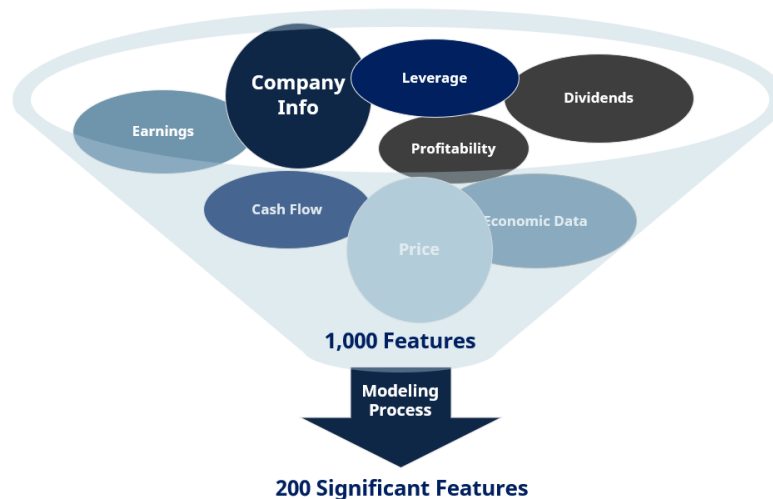 Company
Info
Leverage
Dividends
Earnings
Profitability
Cash Flow
Economic Data
Price
1,000 Features
Modeling
Process
200 Significant Features